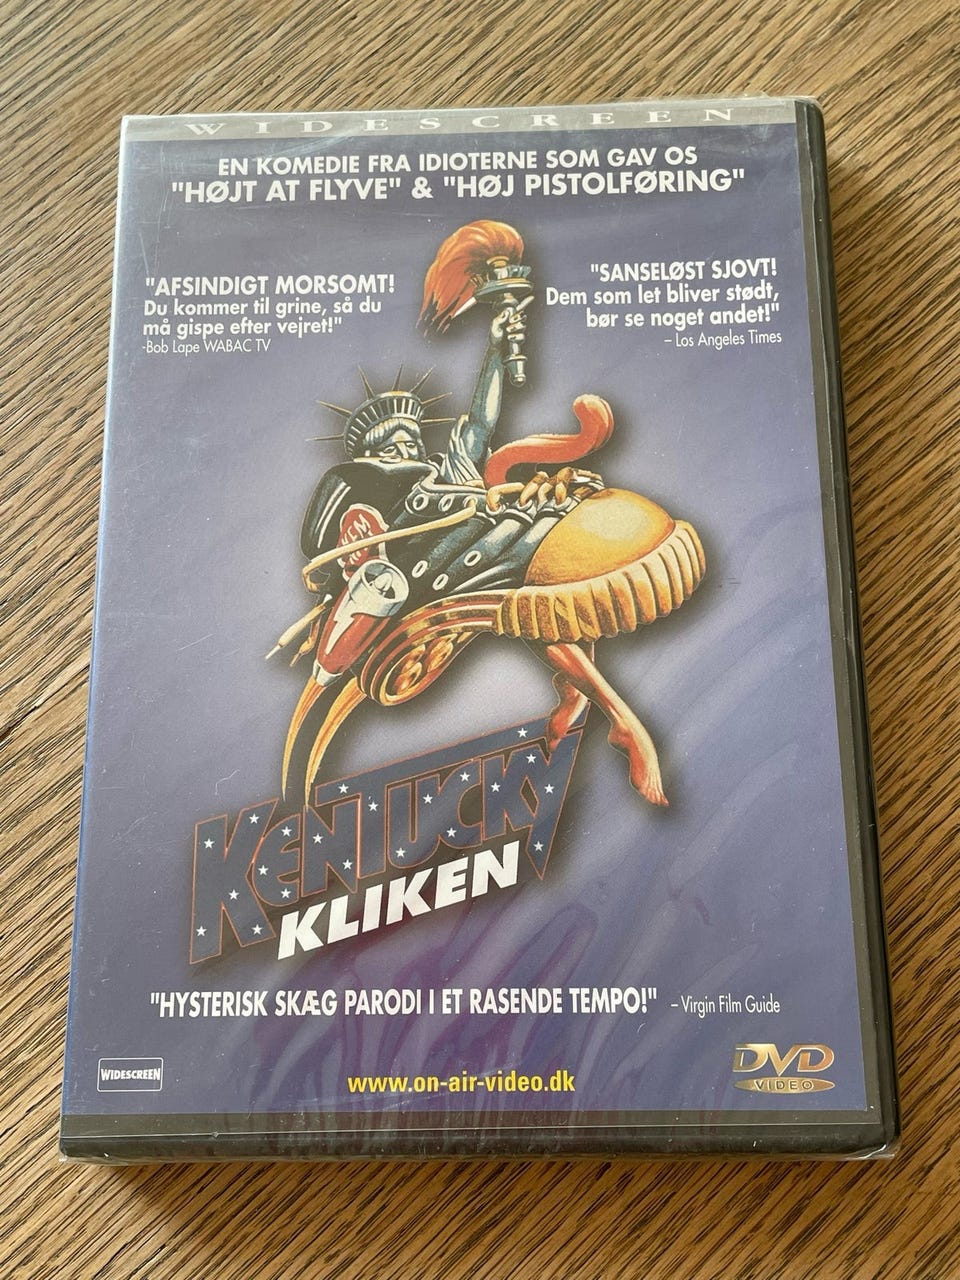 WIDESCREEN
EN KOMEDIE FRA IDIOTERNE SOM GAV OS
"HØJT AT FLYVE" & "HØJ PISTOLFØRING"
"AFSINDIGT MORSOMT!
Du kommer til grine, så du
må gispe efter vejret!"
-Bob Lape WABAC TV
"SANSELØST SJOVT!
Dem som let bliver stødt,
bør se noget andet!"
– Los Angeles Times
KENTUCKY
KLIKEN
"HYSTERISK SKÆG PARODI I ET RASENDE TEMPO!" – Virgin Film Guide
WIDESCREEN
www.on-air-video.dk
DVD
VIDEO